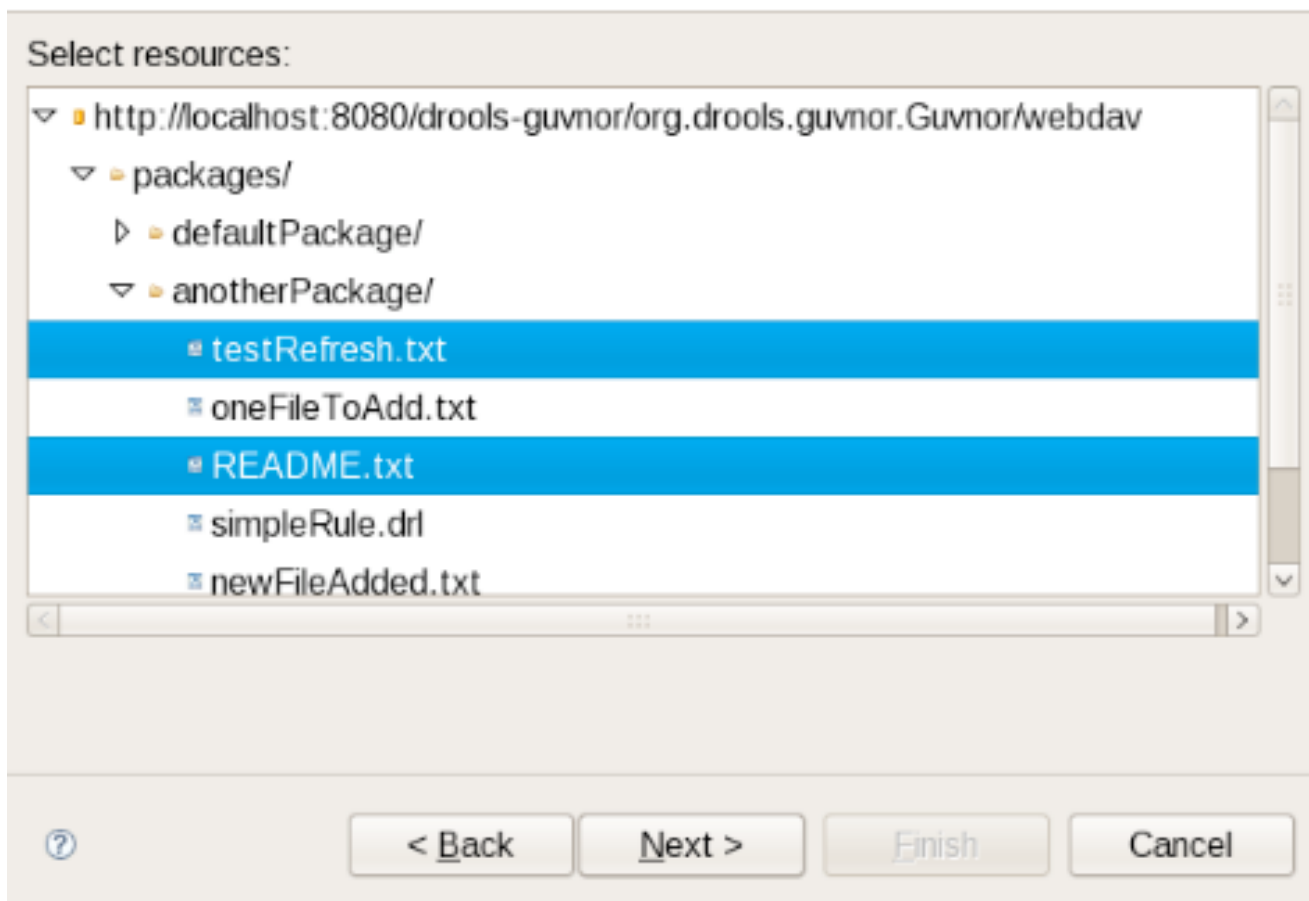 Select resources:
http://localhost:8080/drools-guvnor/org.drools.guvnor.Guvnor/webdav
packages/
defaultPackage/
anotherPackage/
testRefresh.txt
oneFileToAdd.txt
README.txt
simpleRule.drl
newFileAdded.txt
< Back Next > Finish Cancel